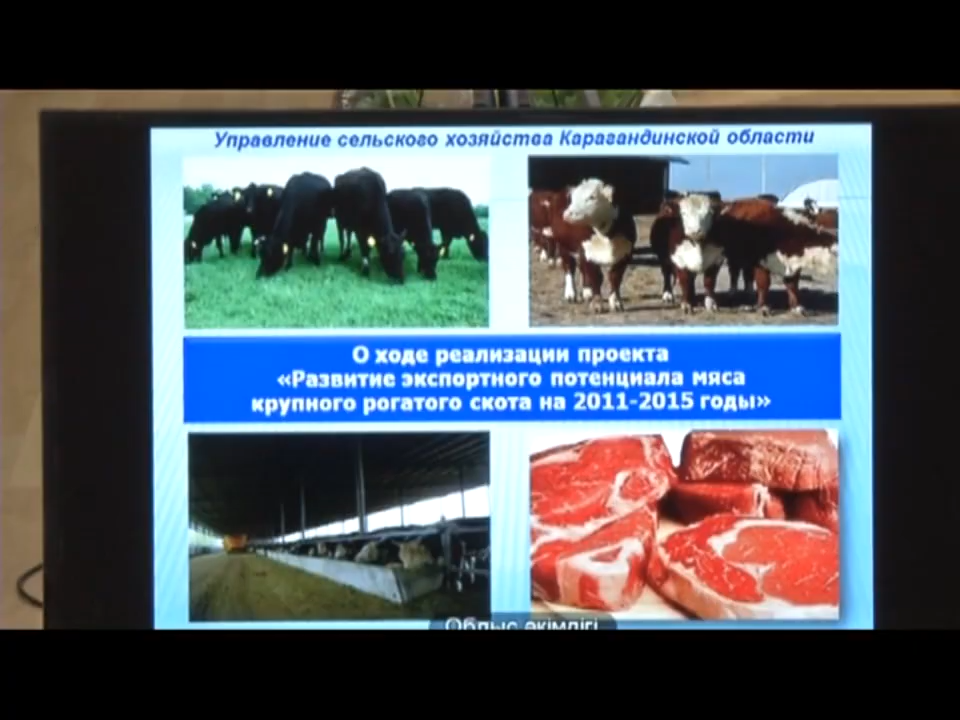 Управление сельского хозяйства Карагандинской области
О ходе реализации проекта
«Развитие экспортного потенциала мяса
крупного рогатого скота на 2011-2015 годы»
Облыс әкімдігі